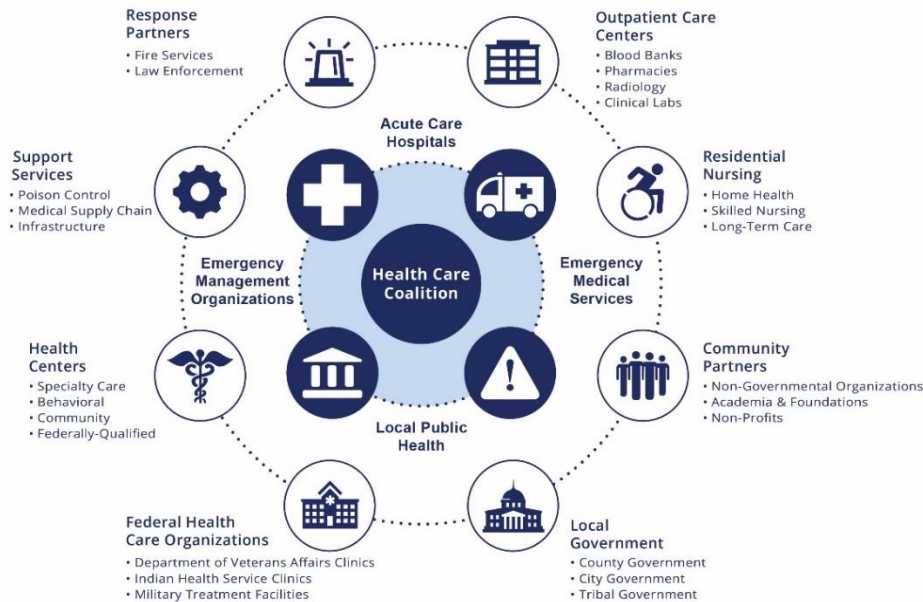 Response
Partners
• Fire Services
• Law Enforcement
Outpatient Care
Centers
• Blood Banks
• Pharmacies
• Radiology
• Clinical Labs
Acute Care
Hospitals
Support
Services
• Poison Control
• Medical Supply Chain
• Infrastructure
Residential
Nursing
• Home Health
• Skilled Nursing
• Long-Term Care
Emergency
Management
Organizations
Health Care
Coalition
Emergency
Medical
Services
Health
Centers
• Specialty Care
• Behavioral
• Community
• Federally-Qualified
Community
Partners
• Non-Governmental Organizations
• Academia & Foundations
• Non-Profits
Local Public
Health
Federal Health
Care Organizations
• Department of Veterans Affairs Clinics
• Indian Health Service Clinics
• Military Treatment Facilities
Local
Government
• County Government
• City Government
• Tribal Government